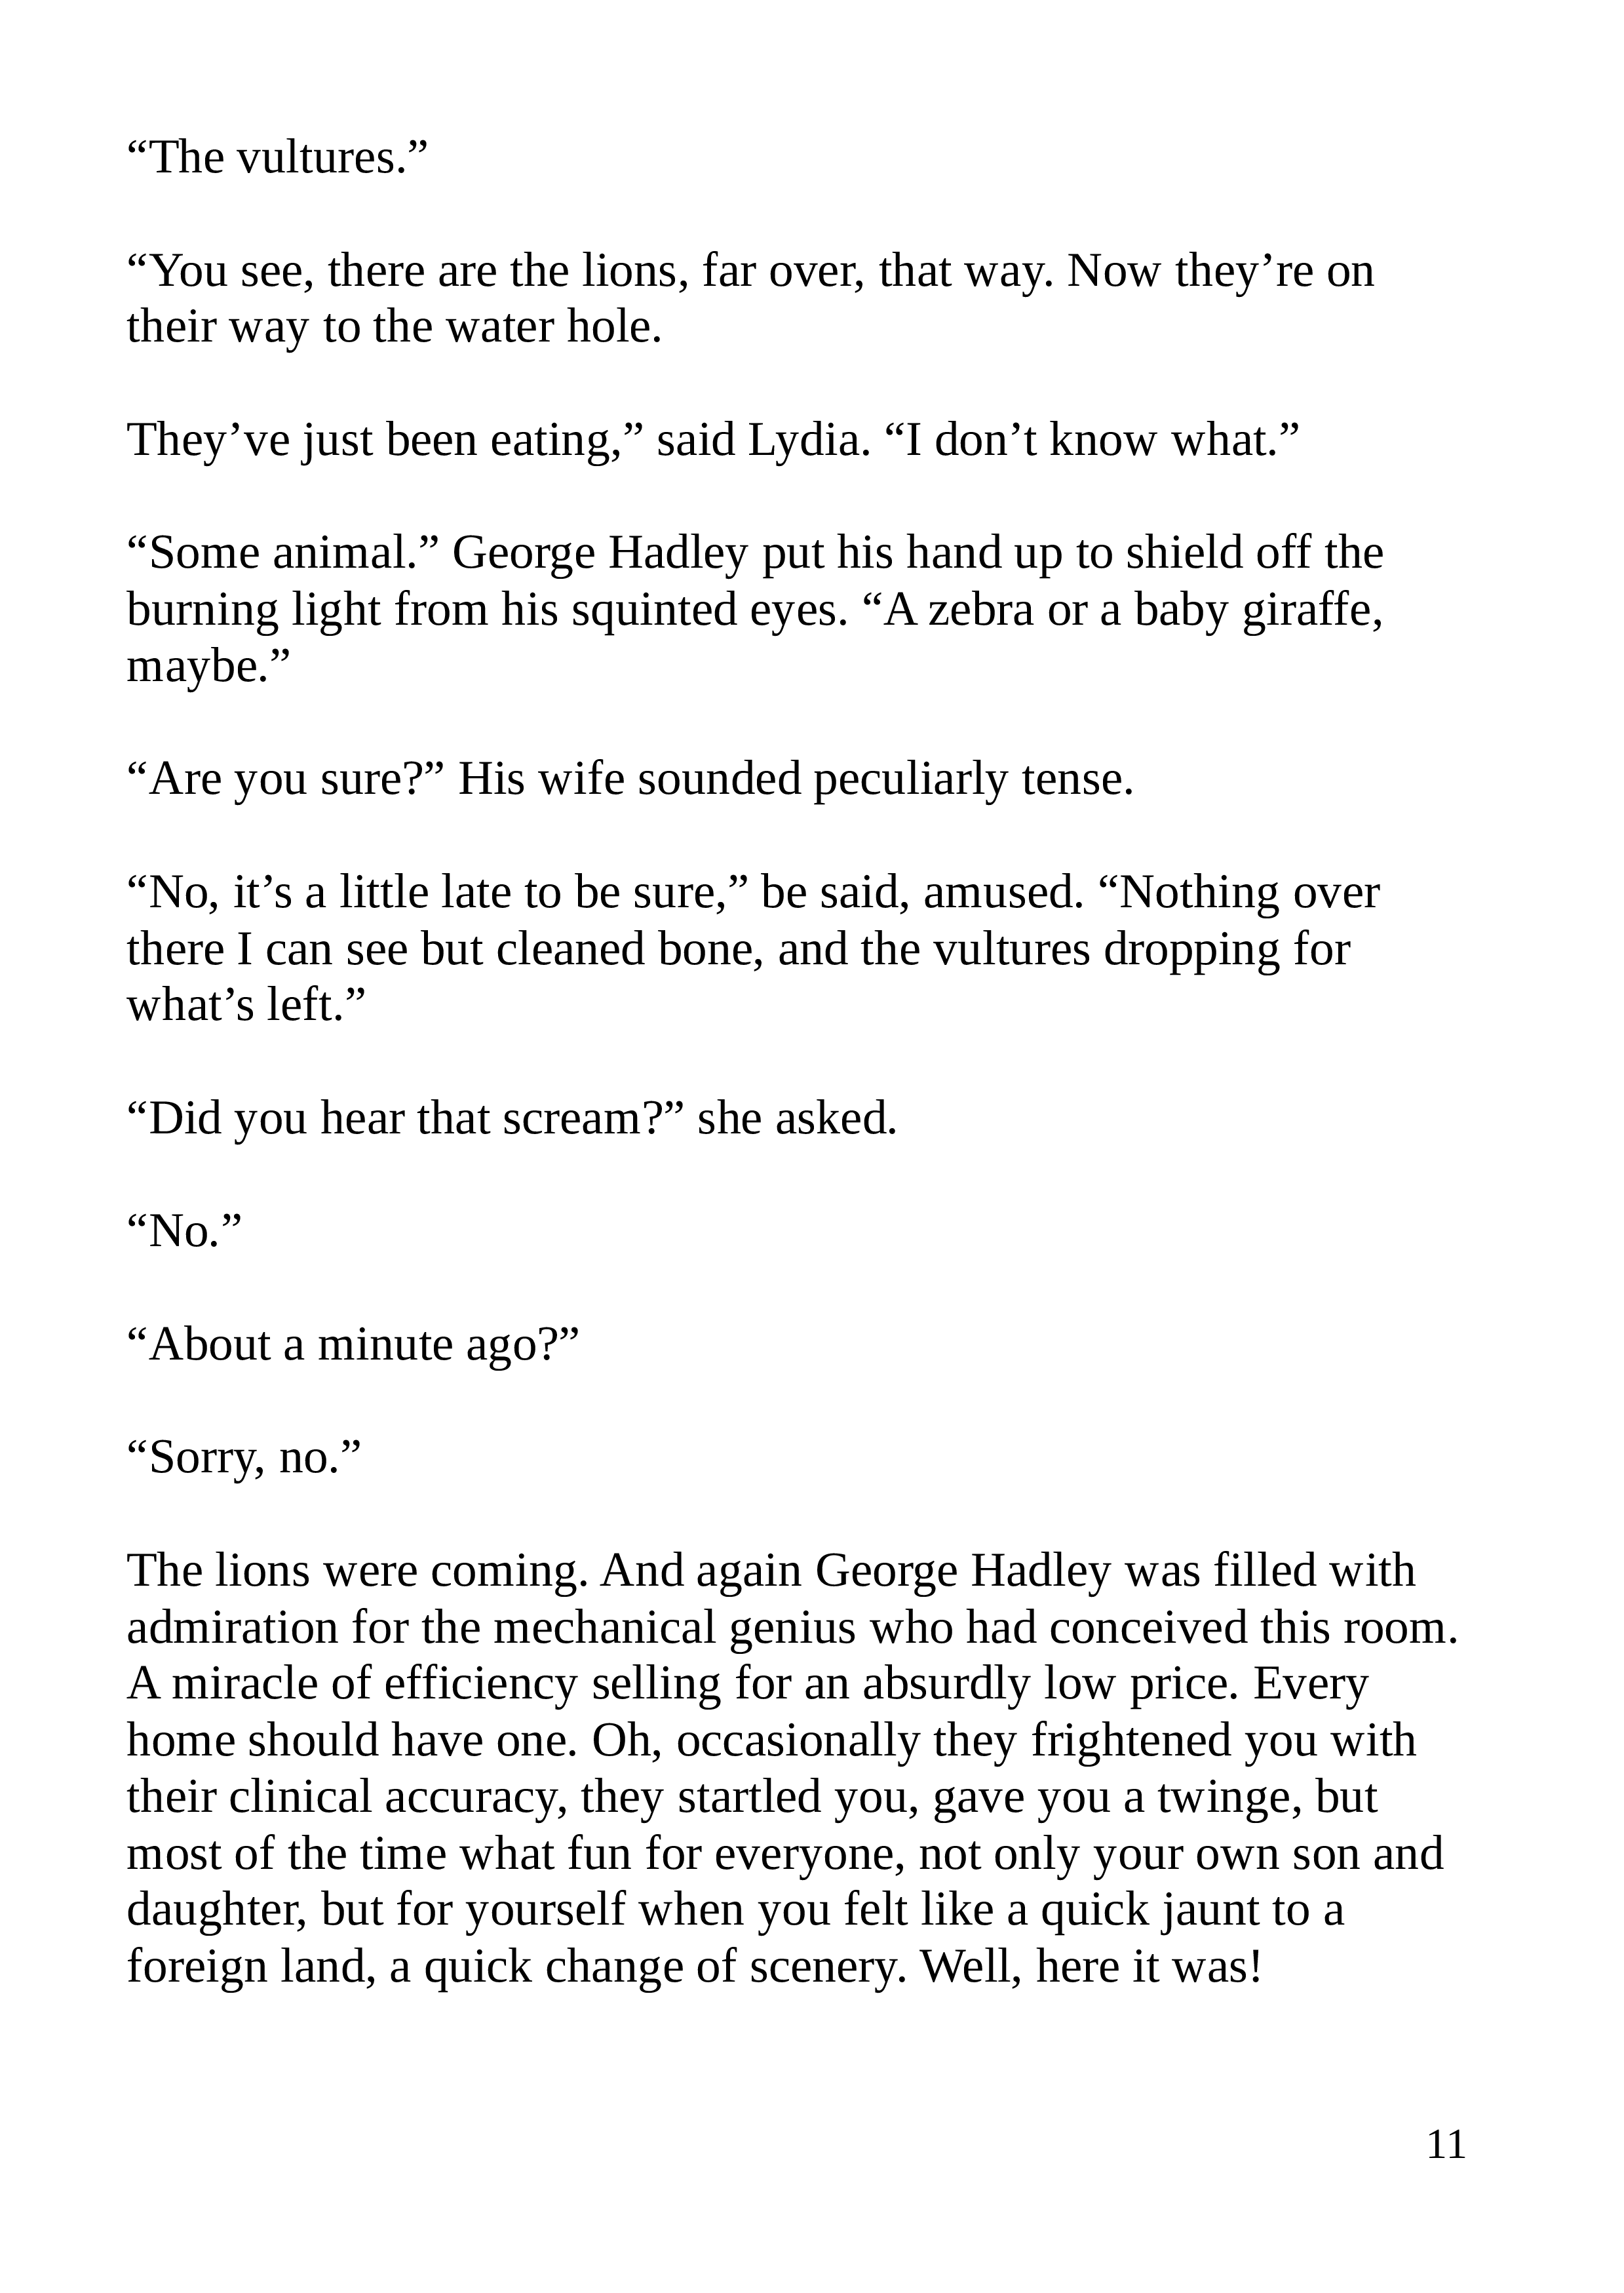 “The vultures.”
“You see, there are the lions, far over, that way. Now they’re on
their way to the water hole.
They’ve just been eating,” said Lydia. “I don’t know what.”
“Some animal.” George Hadley put his hand up to shield off the
burning light from his squinted eyes. “A zebra or a baby giraffe,
maybe.”
“Are you sure?” His wife sounded peculiarly tense.
“No, it’s a little late to be sure,” be said, amused. “Nothing over
there I can see but cleaned bone, and the vultures dropping for
what’s left.”
“Did you hear that scream?” she asked.
“No.”
“About a minute ago?”
“Sorry, no.”
The lions were coming. And again George Hadley was filled with
admiration for the mechanical genius who had conceived this room.
A miracle of efficiency selling for an absurdly low price. Every
home should have one. Oh, occasionally they frightened you with
their clinical accuracy, they startled you, gave you a twinge, but
most of the time what fun for everyone, not only your own son and
daughter, but for yourself when you felt like a quick jaunt to a
foreign land, a quick change of scenery. Well, here it was!
11